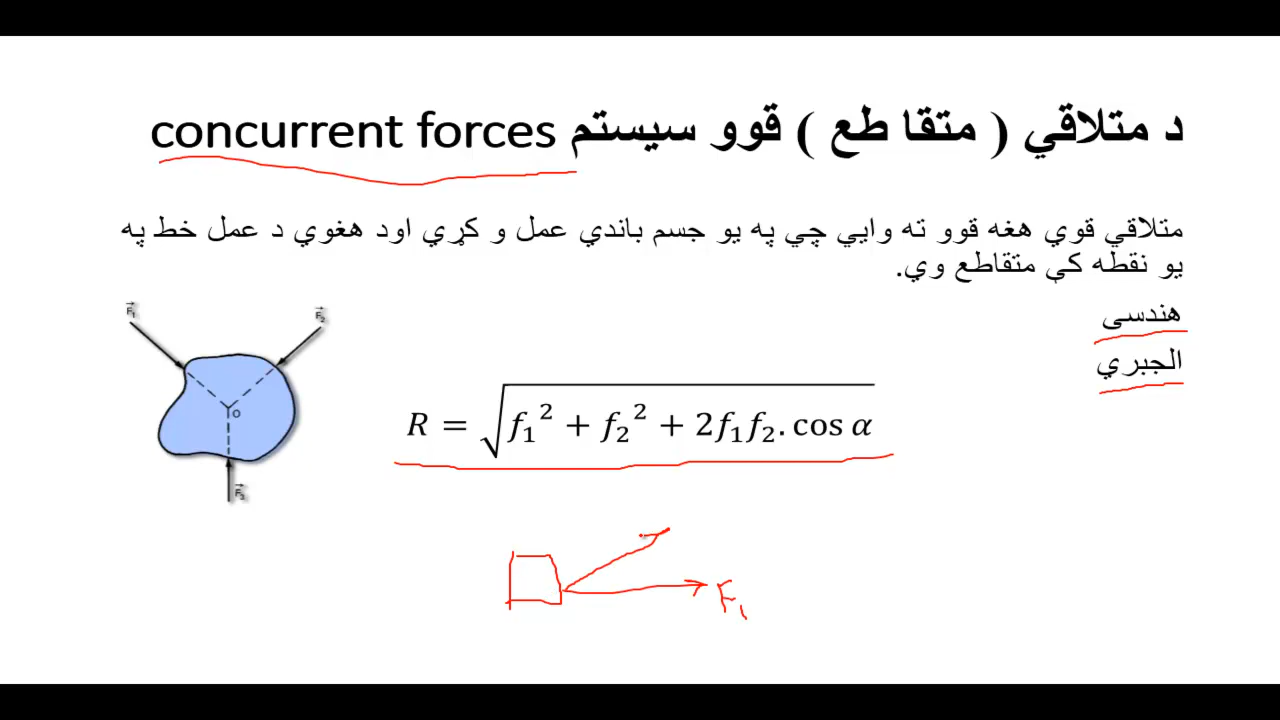 د متلاقي ( متقا طع ) قوو سيستم concurrent forces
متلاقي قوي هغه قوو ته وايي چي په يو جسم باندي عمل و کړي اود هغوي د عمل خط په
يو نقطه کې متقاطع وي.
هندسی
الجبري
F₁
F₂
O
F₃
R = √f₁² + f₂² + 2f₁f₂. cos α
F₁